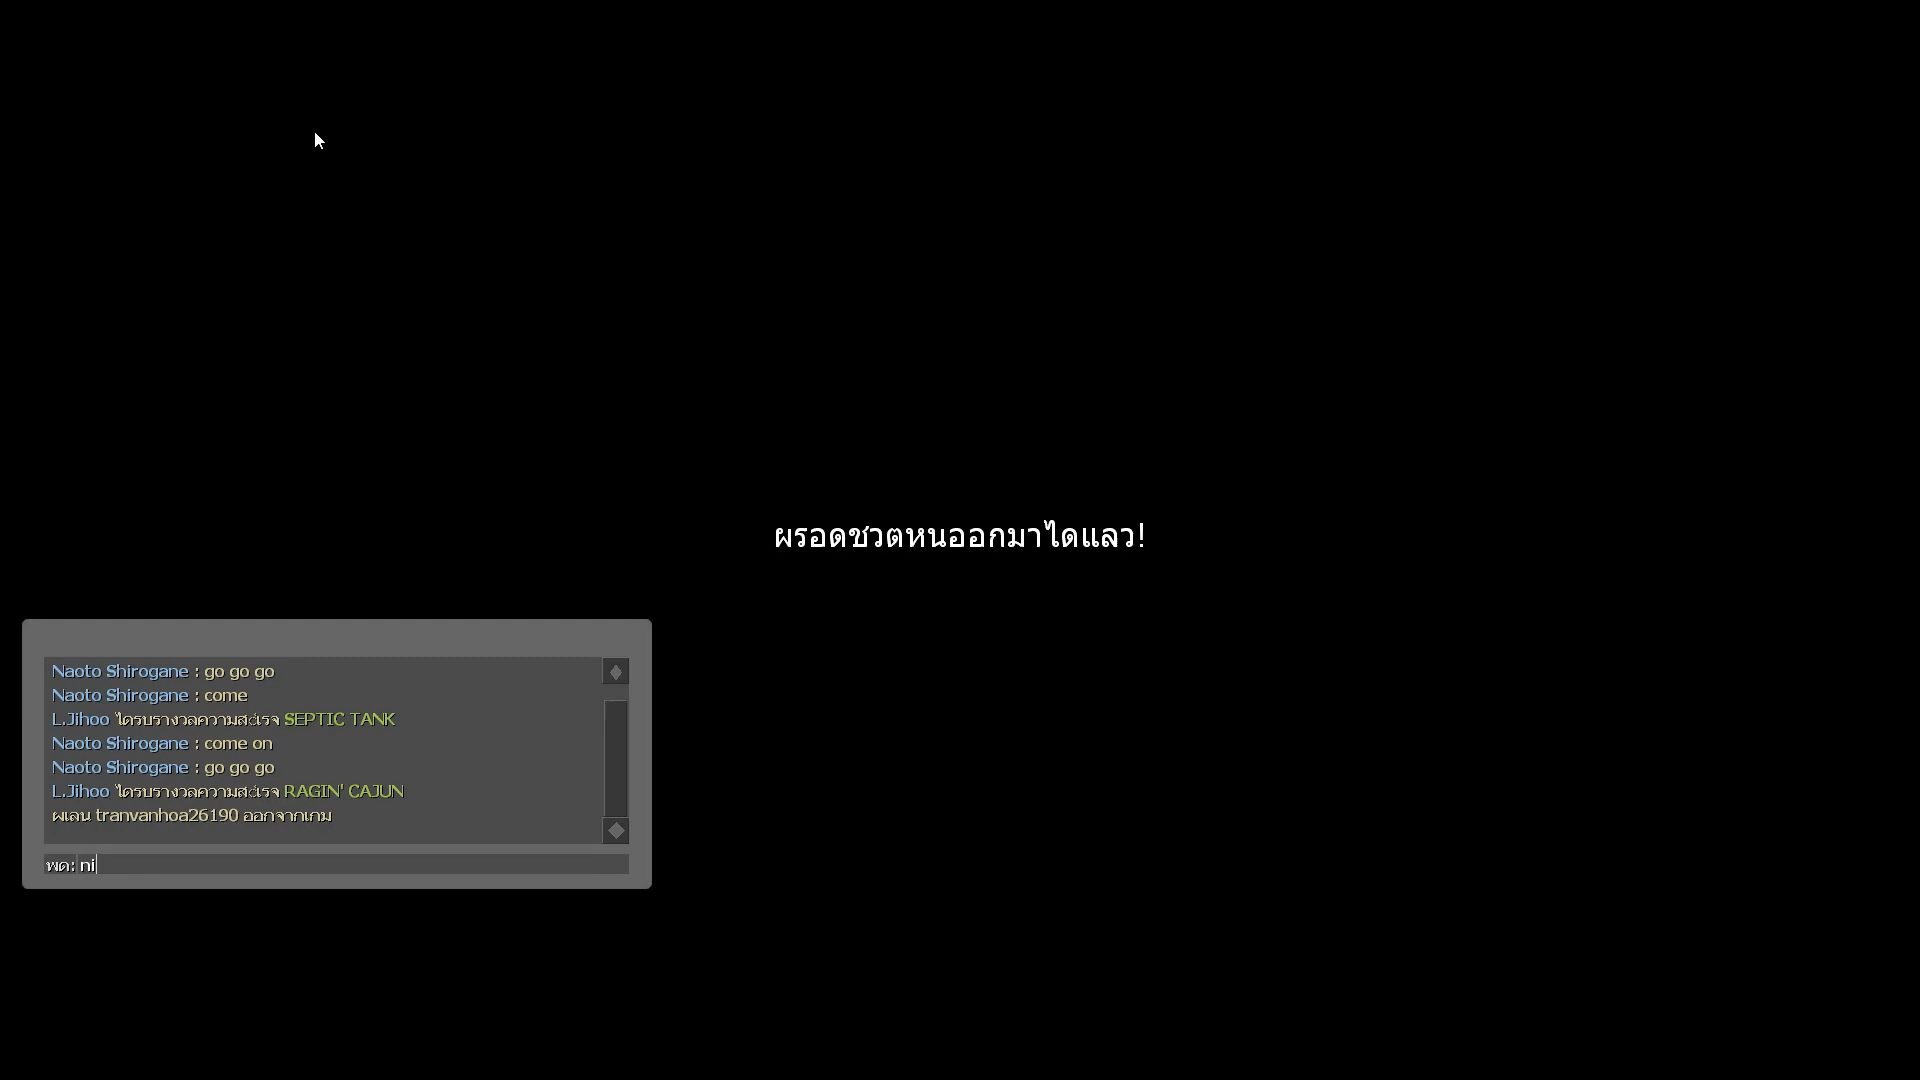 ผรอดชวตหนออกมาไดแลว!
Naoto Shirogane : go go go
Naoto Shirogane : come
L.Jihoo ไดรบรางวลความสำเรจ SEPTIC TANK
Naoto Shirogane : come on
Naoto Shirogane : go go go
L.Jihoo ไดรบรางวลความสำเรจ RAGIN' CAJUN
ผเลน tranvanhoa26190 ออกจากเกม
พด: ni